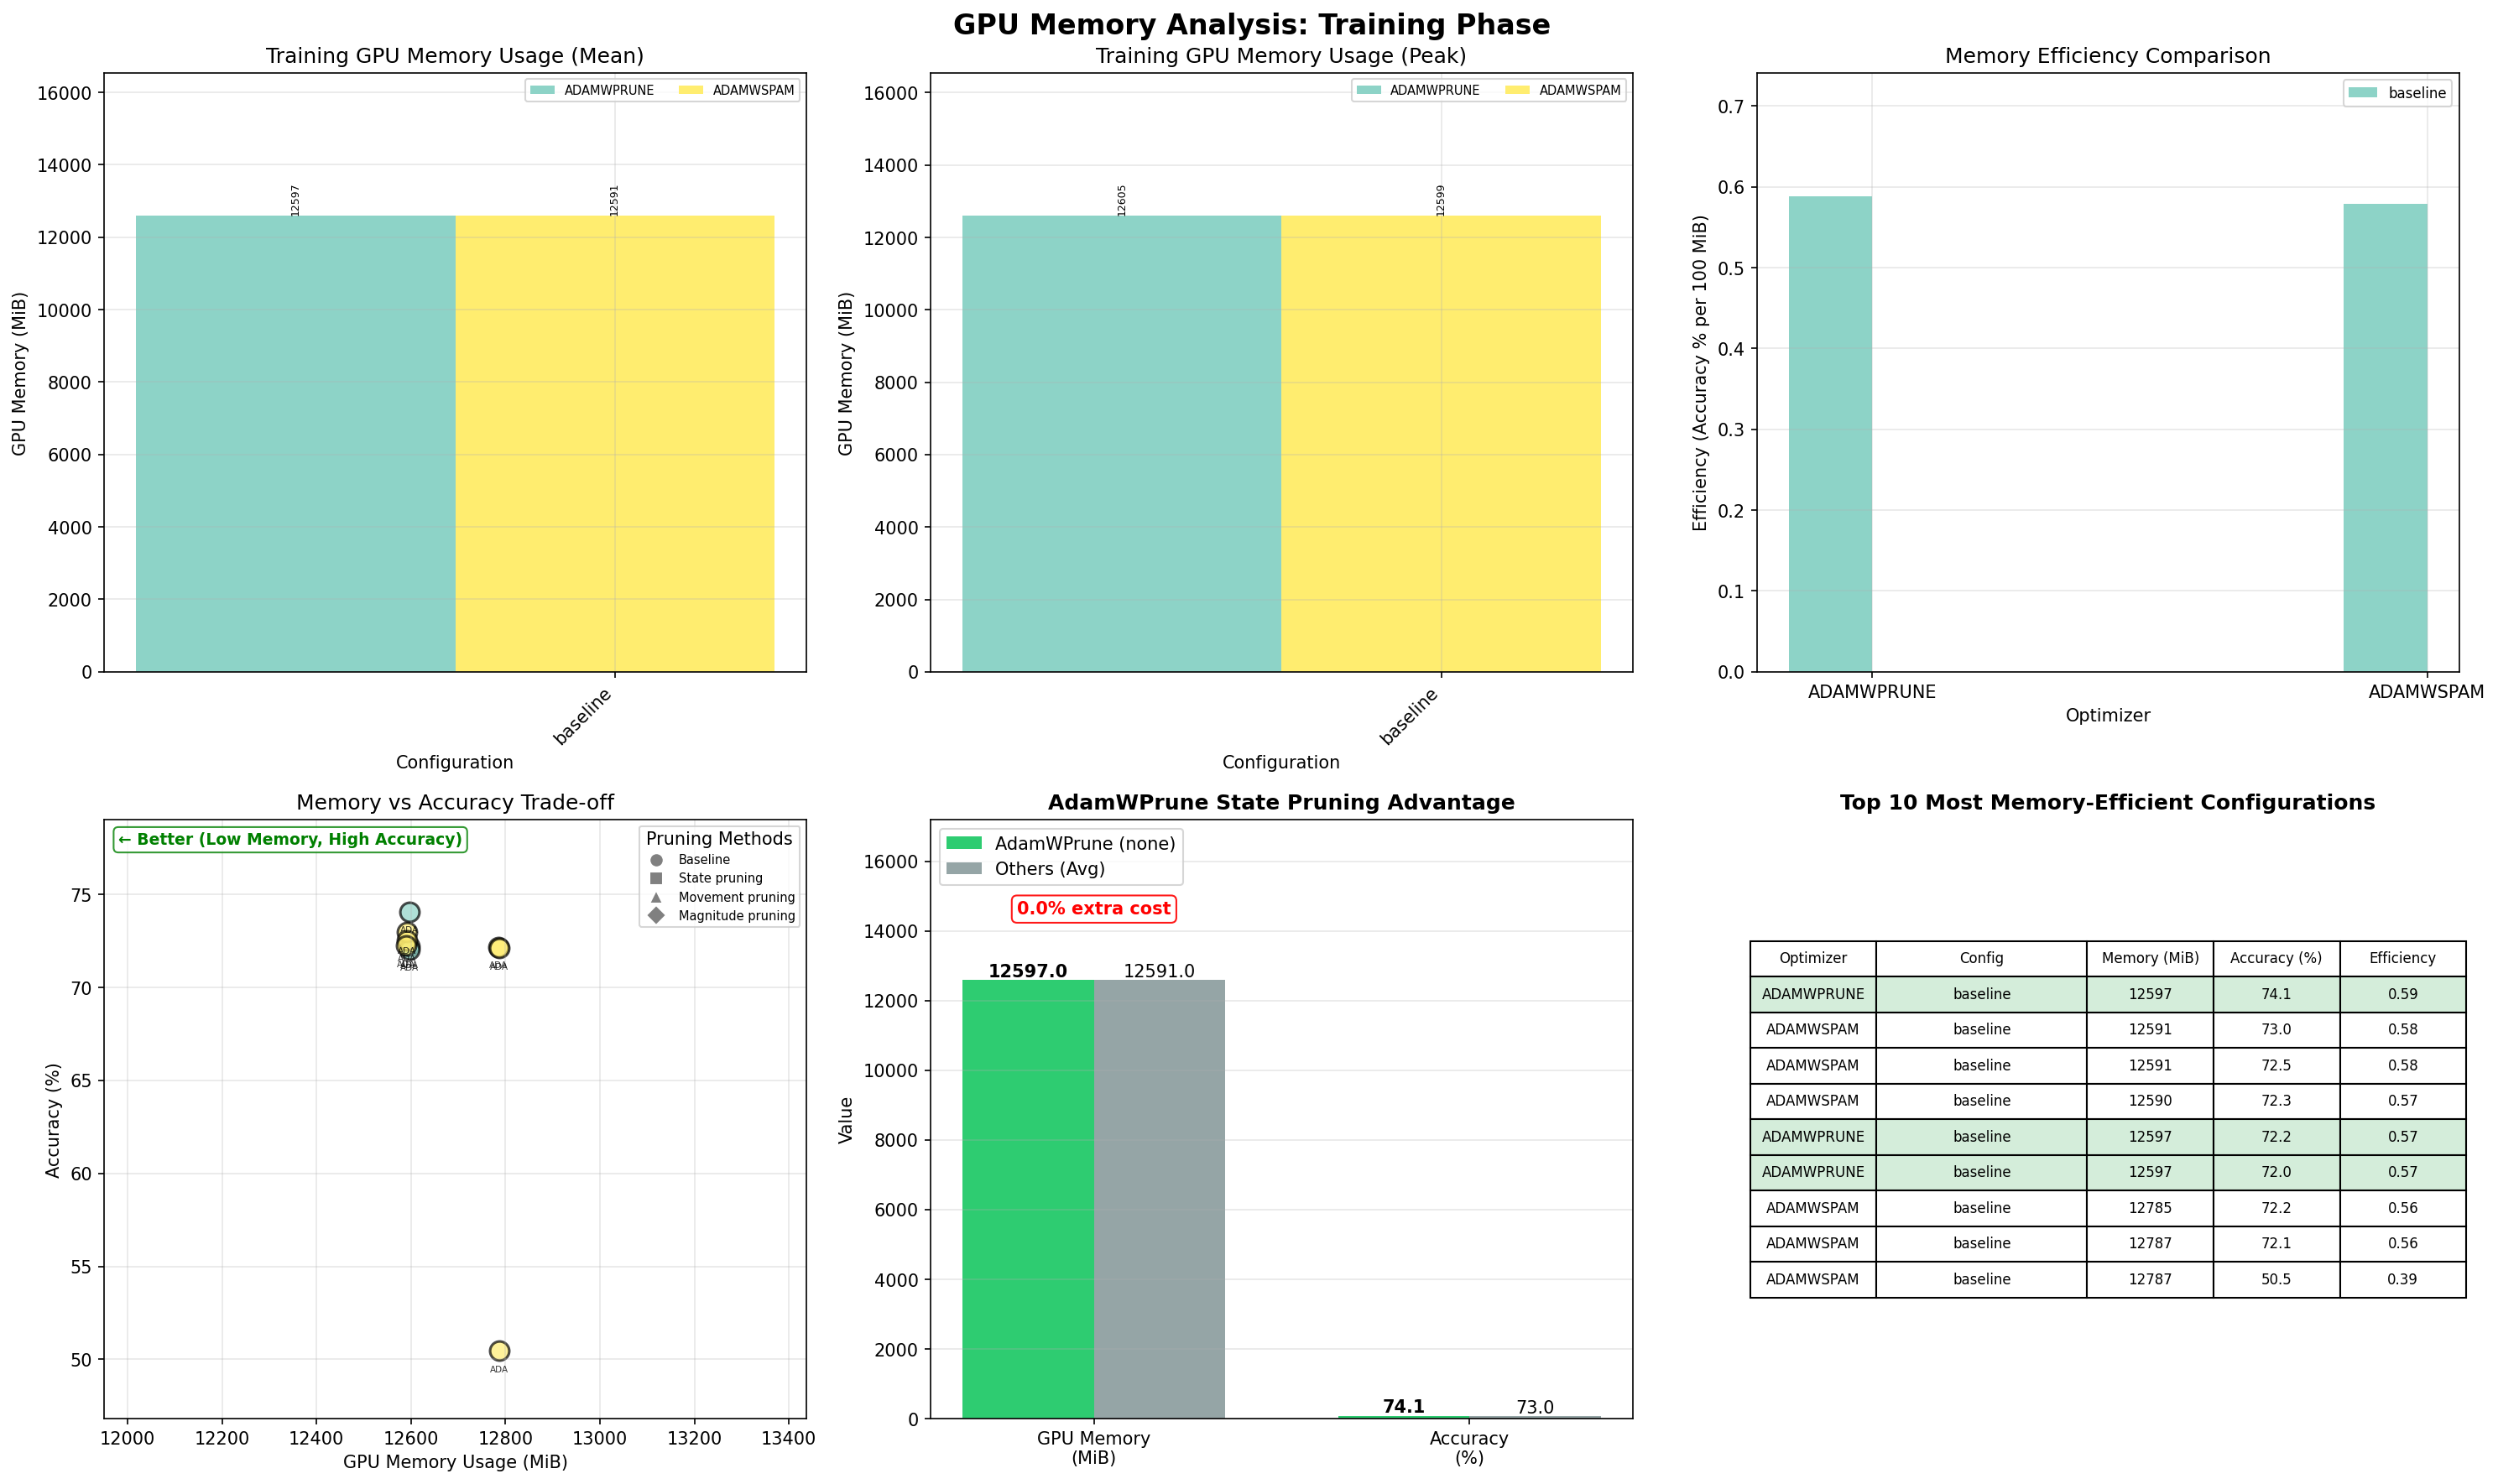 GPU Memory Analysis: Training Phase
Training GPU Memory Usage (Mean)
ADAMWPRUNE ADAMWSPAM
16000
14000
12000
10000
8000
6000
4000
2000
0
GPU Memory (MiB)
12597
12591
baseline
Configuration
Training GPU Memory Usage (Peak)
ADAMWPRUNE ADAMWSPAM
16000
14000
12000
10000
8000
6000
4000
2000
0
GPU Memory (MiB)
12605
12599
baseline
Configuration
Memory Efficiency Comparison
baseline
0.7
0.6
0.5
0.4
0.3
0.2
0.1
0.0
Efficiency (Accuracy % per 100 MiB)
ADAMWPRUNE ADAMWSPAM
Optimizer
Memory vs Accuracy Trade-off
← Better (Low Memory, High Accuracy)
Pruning Methods
Baseline
State pruning
Movement pruning
Magnitude pruning
75
70
65
60
55
50
Accuracy (%)
ADA
ADA
ADA
ADA
12000 12200 12400 12600 12800 13000 13200 13400
GPU Memory Usage (MiB)
AdamWPrune State Pruning Advantage
AdamWPrune (none)
Others (Avg)
0.0% extra cost
16000
14000
12000
10000
8000
6000
4000
2000
0
Value
12597.0 12591.0
74.1 73.0
GPU Memory
(MiB)
Accuracy
(%)
Top 10 Most Memory-Efficient Configurations
Optimizer Config Memory (MiB) Accuracy (%) Efficiency
ADAMWPRUNE baseline 12597 74.1 0.59
ADAMWSPAM baseline 12591 73.0 0.58
ADAMWSPAM baseline 12591 72.5 0.58
ADAMWSPAM baseline 12590 72.3 0.57
ADAMWPRUNE baseline 12597 72.2 0.57
ADAMWPRUNE baseline 12597 72.0 0.57
ADAMWSPAM baseline 12785 72.2 0.56
ADAMWSPAM baseline 12787 72.1 0.56
ADAMWSPAM baseline 12787 50.5 0.39